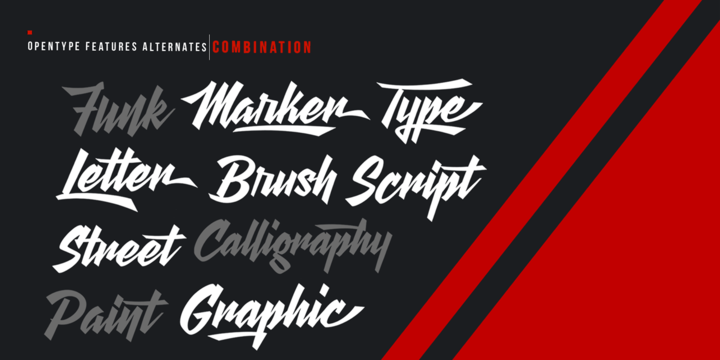 OPENTYPE FEATURES ALTERNATES COMBINATION
Funk Marker Type
Letter Brush Script
Street Calligraphy
Paint Graphic